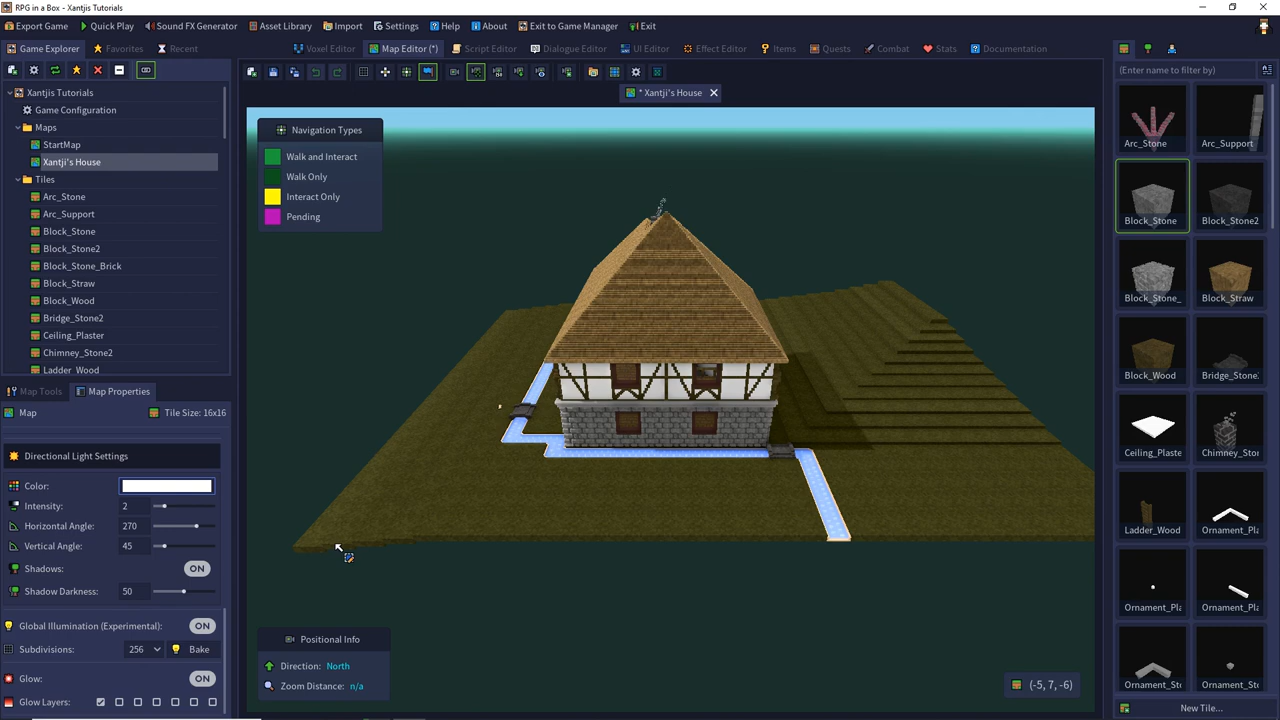 RPG in a Box — Xantjis Tutorials
Export Game Quick Play Sound FX Generator Asset Library Import Settings Help About Exit to Game Manager Exit
Game Explorer Favorites Recent Voxel Editor Map Editor (*) Script Editor Dialogue Editor UI Editor Effect Editor Items Quests Combat Stats Documentation
(Enter name to filter by)
Xantjis Tutorials
Game Configuration
Maps
StartMap
Xantji's House
Tiles
Arc_Stone
Arc_Support
Block_Stone
Block_Stone2
Block_Stone_Brick
Block_Straw
Block_Wood
Bridge_Stone2
Ceiling_Plaster
Chimney_Stone2
Ladder_Wood
Map Tools Map Properties
Map Tile Size: 16x16
Directional Light Settings
Color:
Intensity: 2
Horizontal Angle: 270
Vertical Angle: 45
Shadows: ON
Shadow Darkness: 50
Global Illumination (Experimental): ON
Subdivisions: 256 Bake
Glow: ON
Glow Layers:
* Xantji's House
Navigation Types
Walk and Interact
Walk Only
Interact Only
Pending
Positional Info
Direction: North
Zoom Distance: n/a
(-5, 7, -6)
Arc_Stone Arc_Support
Block_Stone Block_Stone2
Block_Stone_ Block_Straw
Block_Wood Bridge_Stone
Ceiling_Plaste Chimney_Stor
Ladder_Wood Ornament_Pla
Ornament_Pla Ornament_Pla
Ornament_Sto Ornament_Sto
New Tile...